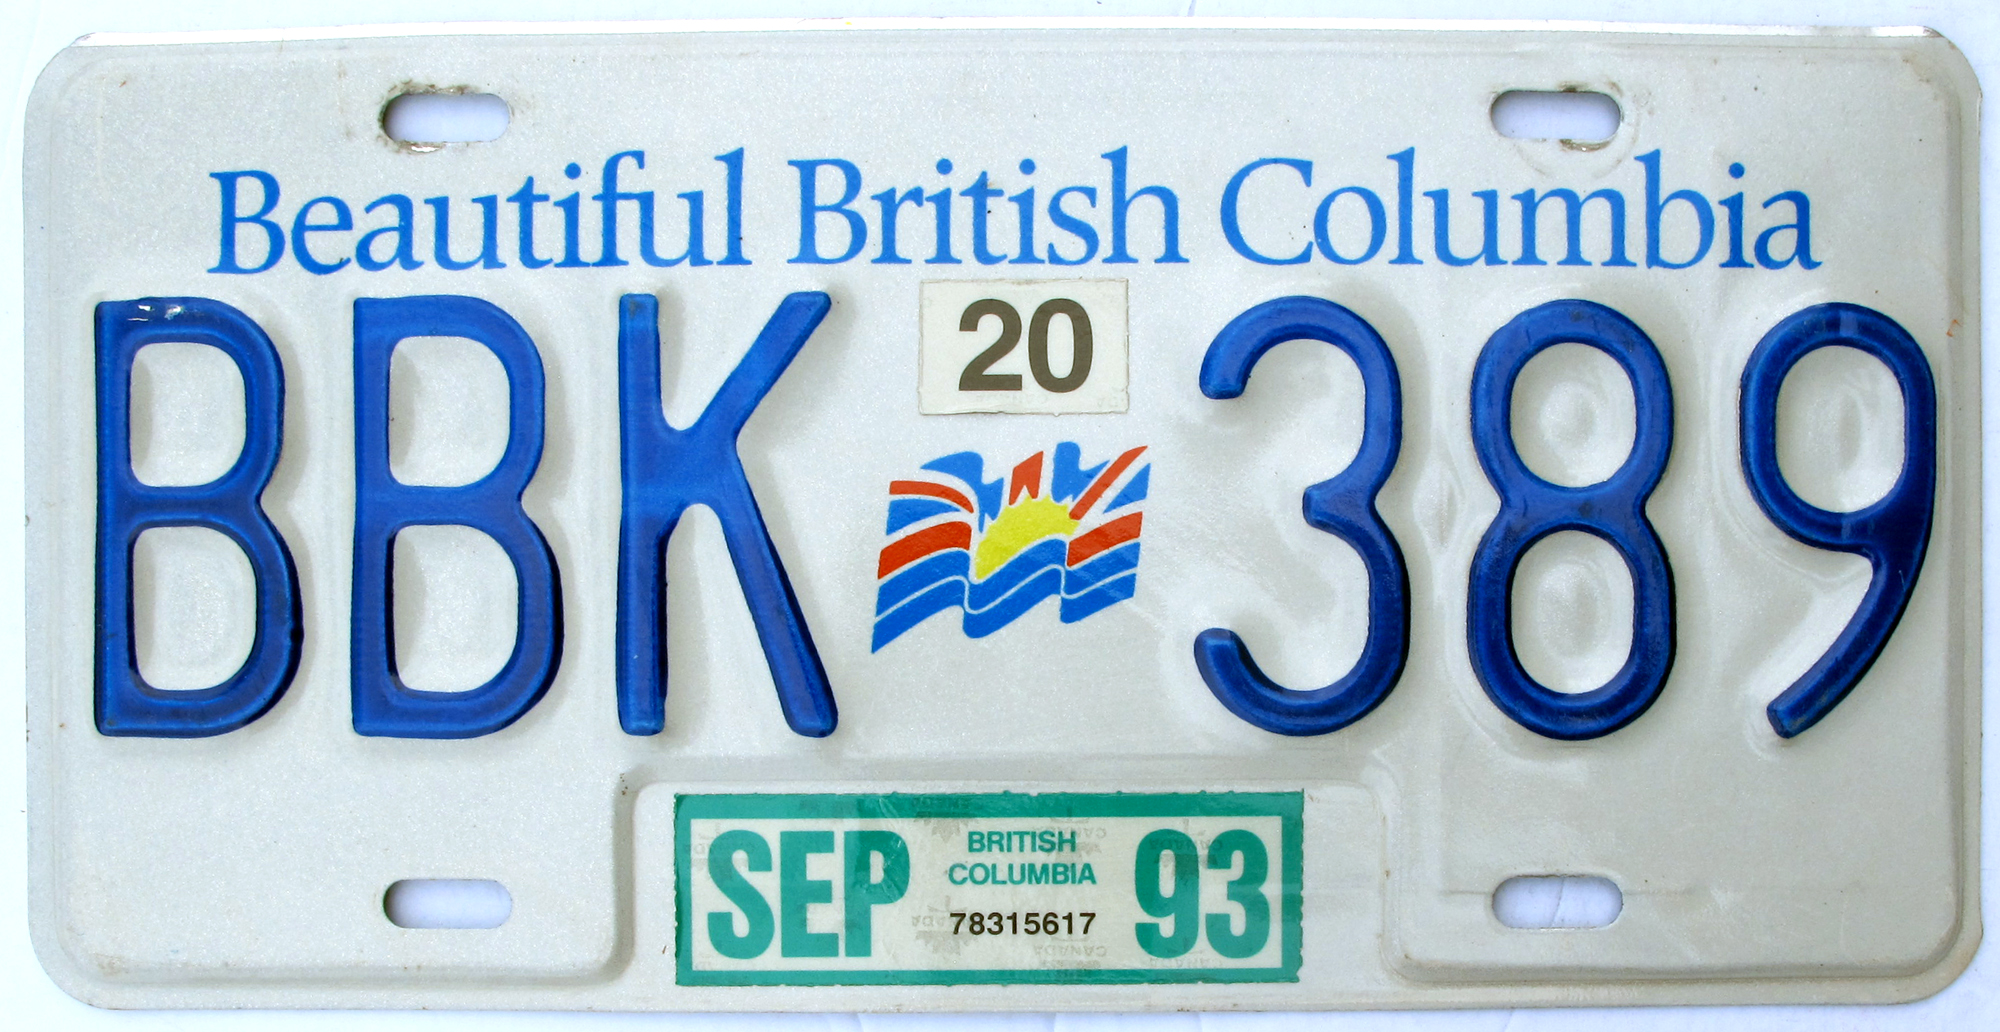 Beautiful British Columbia
BBK 389
20
SEP 93
BRITISH
COLUMBIA
78315617